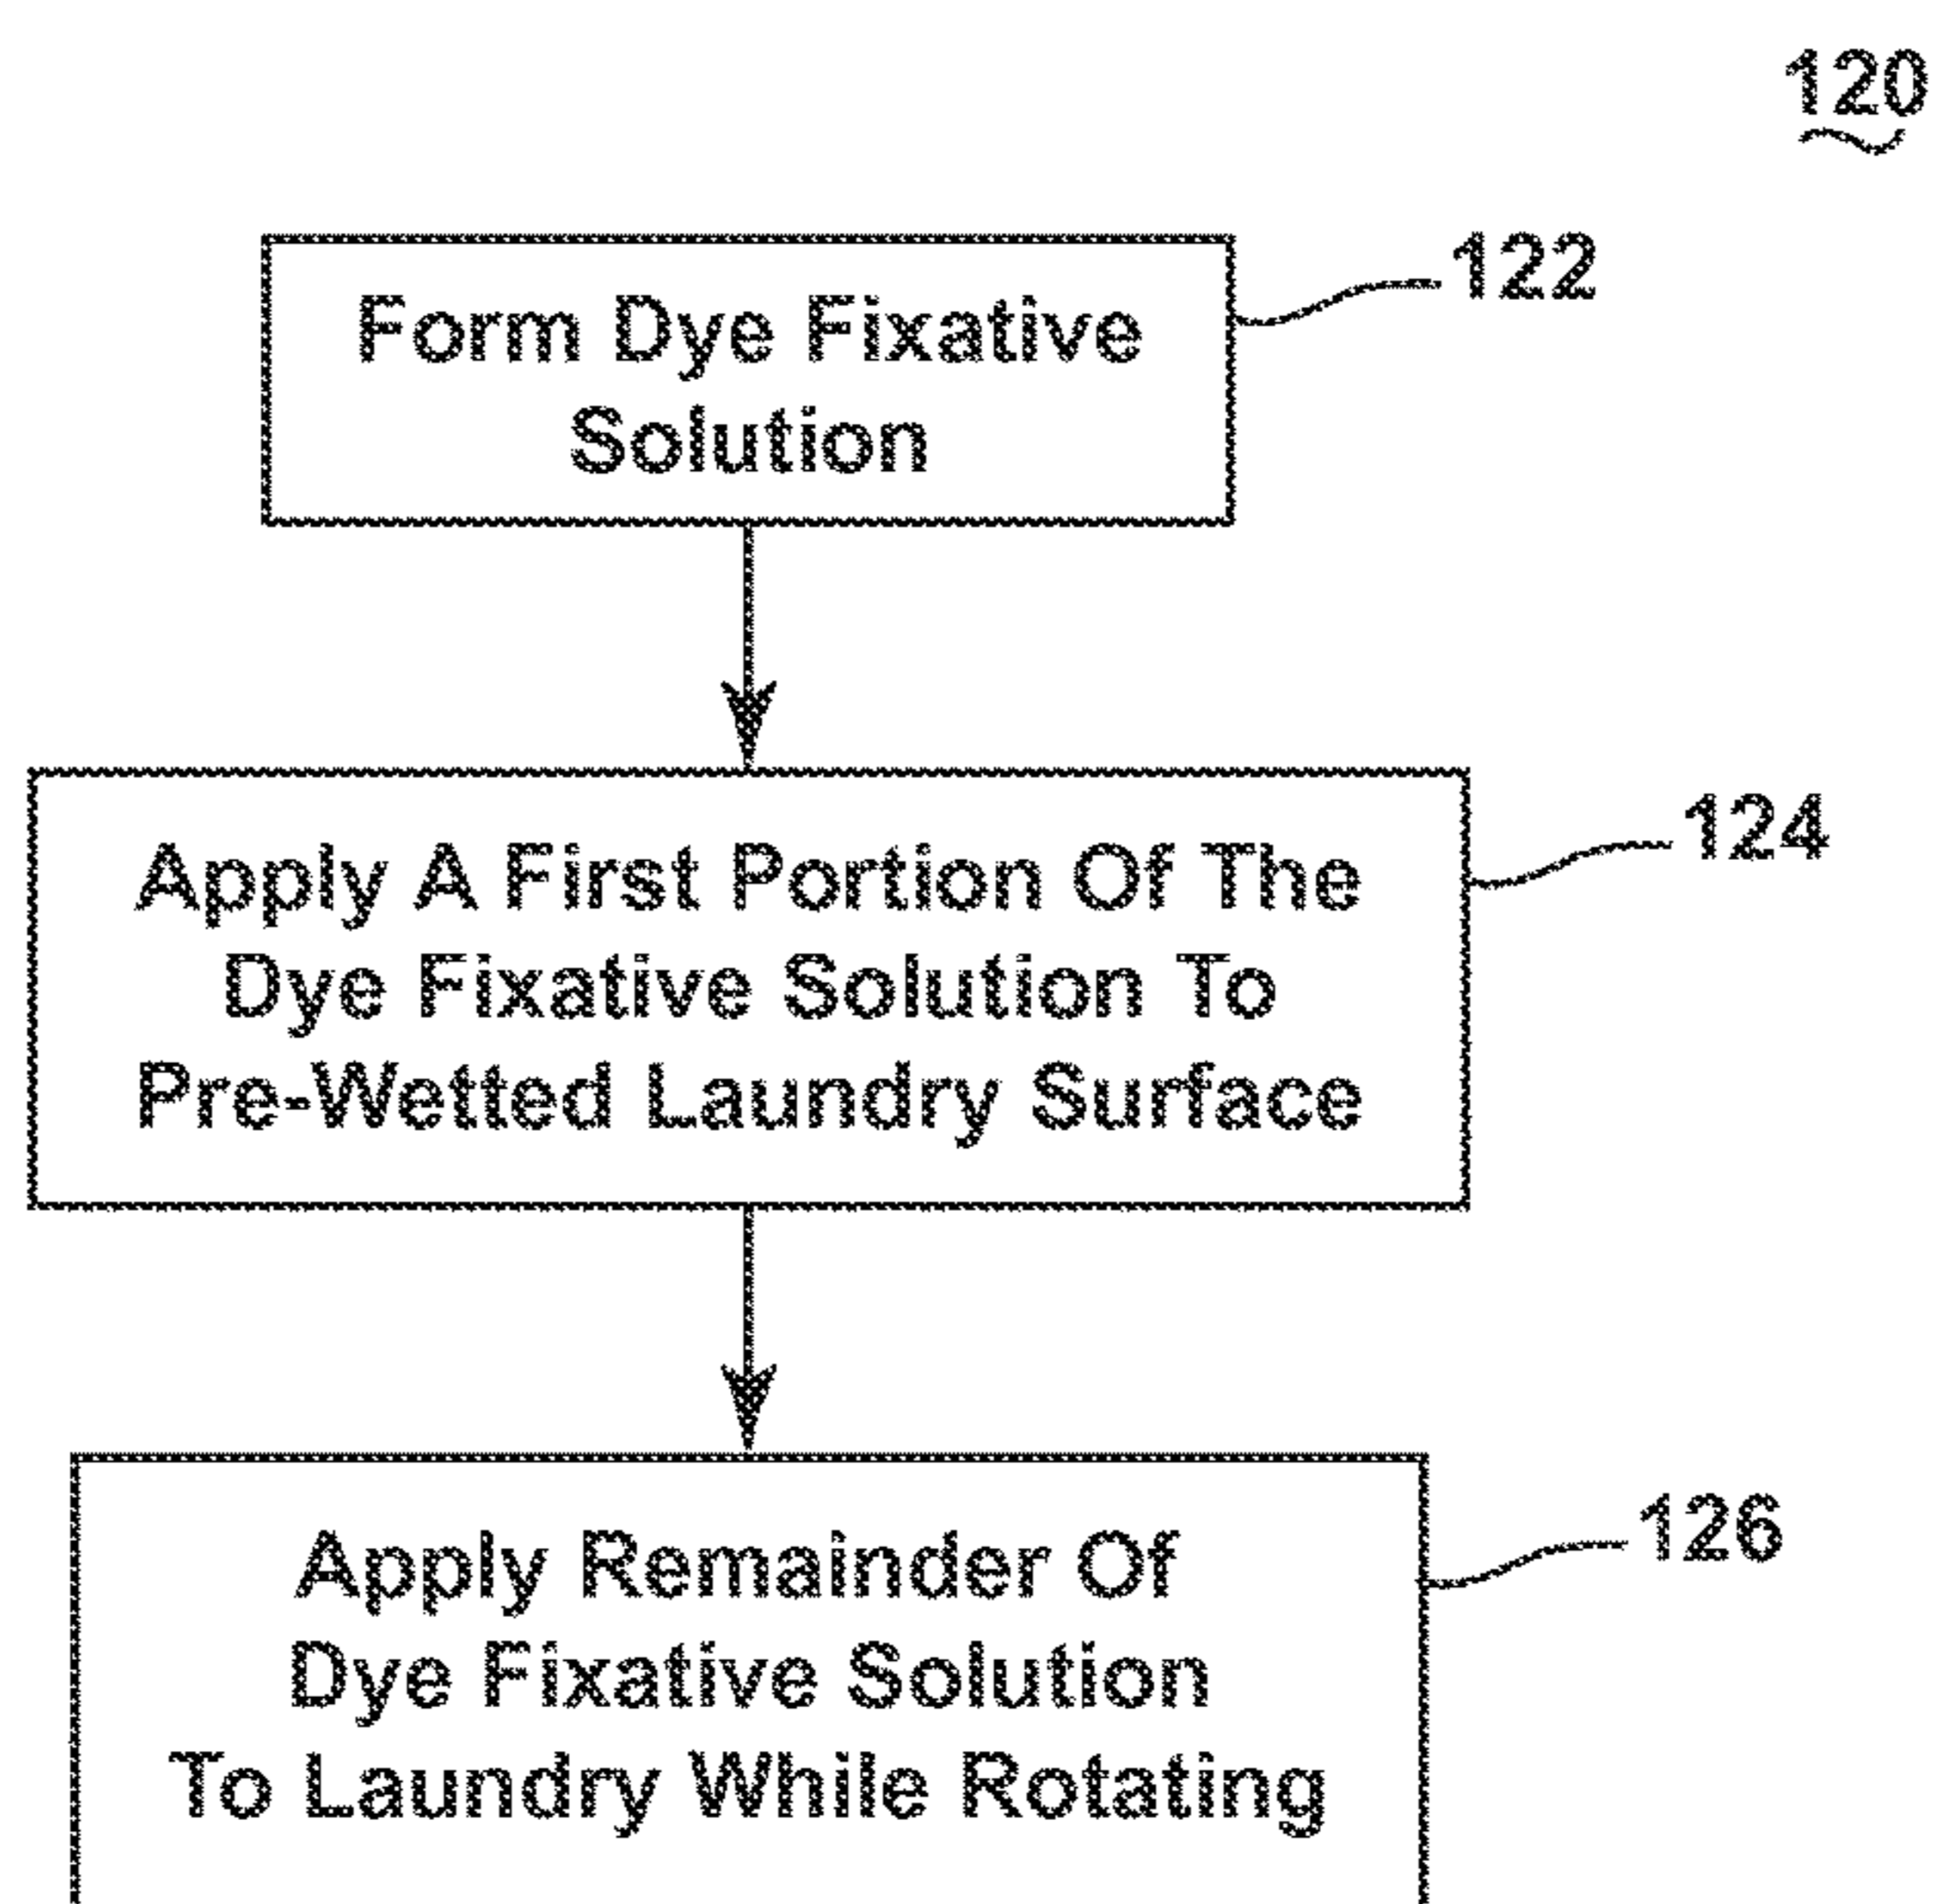 120
Form Dye Fixative
Solution
122
Apply A First Portion Of The
Dye Fixative Solution To
Pre-Wetted Laundry Surface
124
Apply Remainder Of
Dye Fixative Solution
To Laundry While Rotating
126